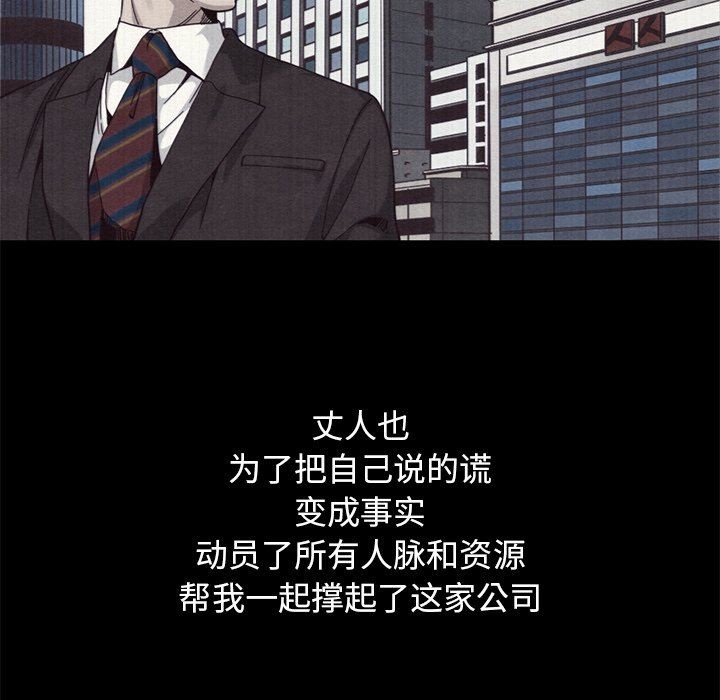 丈人也
为了把自己说的谎
变成事实
动员了所有人脉和资源
帮我一起撑起了这家公司